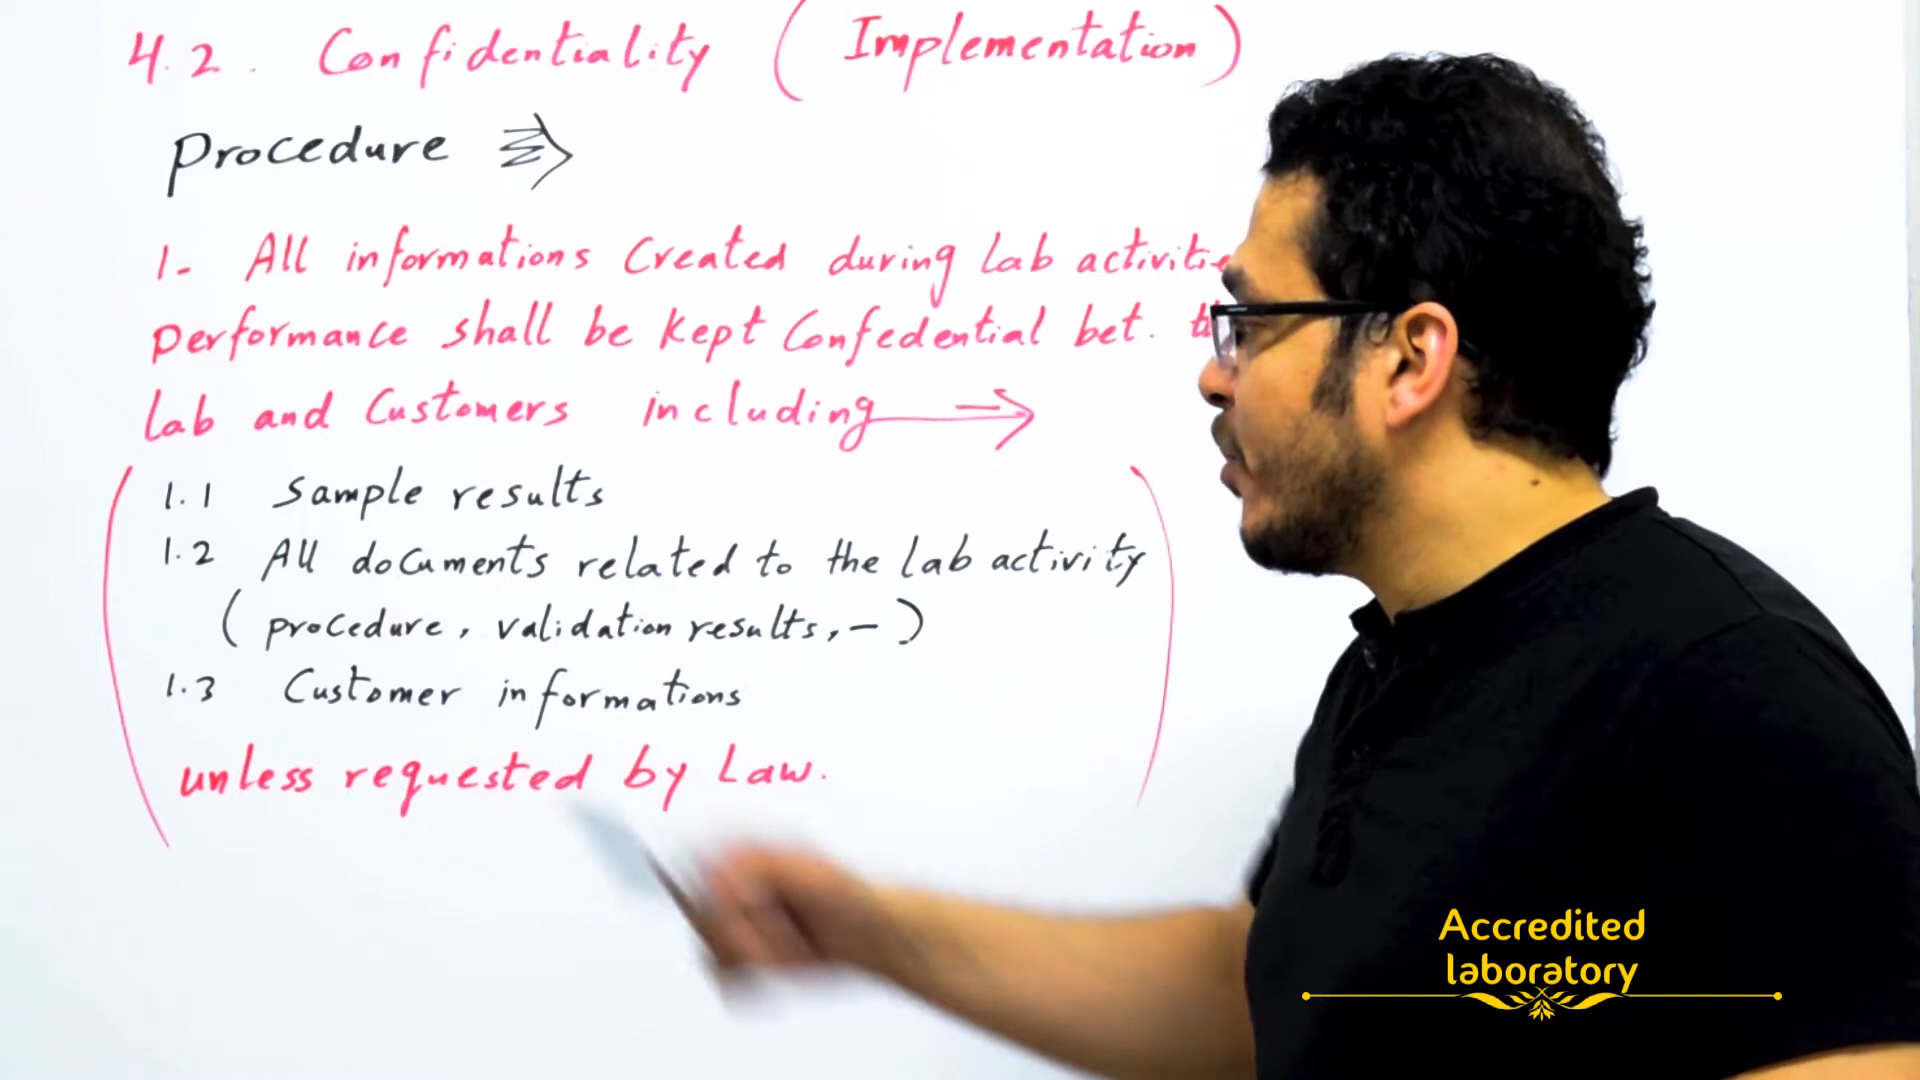 4.2. Confidentiality (Implementation)
Procedure
1- All informations Created during lab activitie
performance shall be kept Confedential bet.
lab and Customers including
1.1 Sample results
1.2 All documents related to the lab activity
(procedure, validation results, -)
1.3 Customer informations
unless requested by Law.
Accredited
laboratory